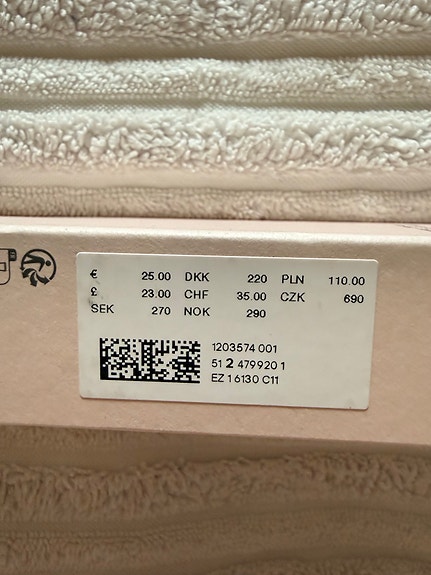 € 25.00 DKK 220 PLN 110.00
£ 23.00 CHF 35.00 CZK 690
SEK 270 NOK 290
1203574 001
51 2 479920 1
EZ 1 6130 C11